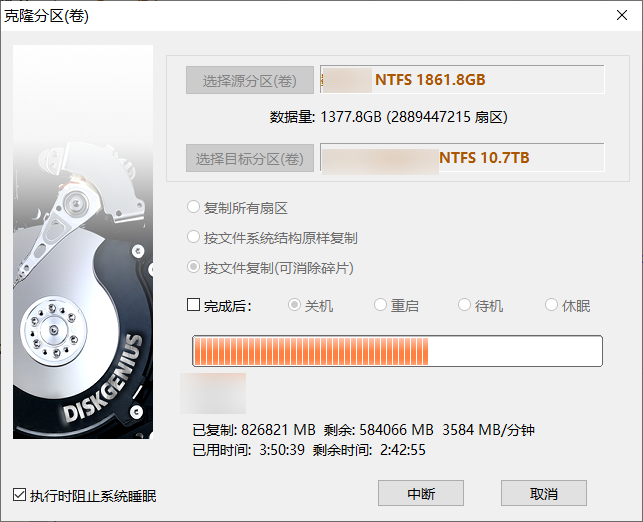 克隆分区(卷)
选择源分区(卷) NTFS 1861.8GB
数据量: 1377.8GB (2889447215 扇区)
选择目标分区(卷) NTFS 10.7TB
复制所有扇区
按文件系统结构原样复制
按文件复制(可消除碎片)
完成后: 关机 重启 待机 休眠
DISKGENIUS
已复制: 826821 MB 剩余: 584066 MB 3584 MB/分钟
已用时间: 3:50:39 剩余时间: 2:42:55
执行时阻止系统睡眠 中断 取消